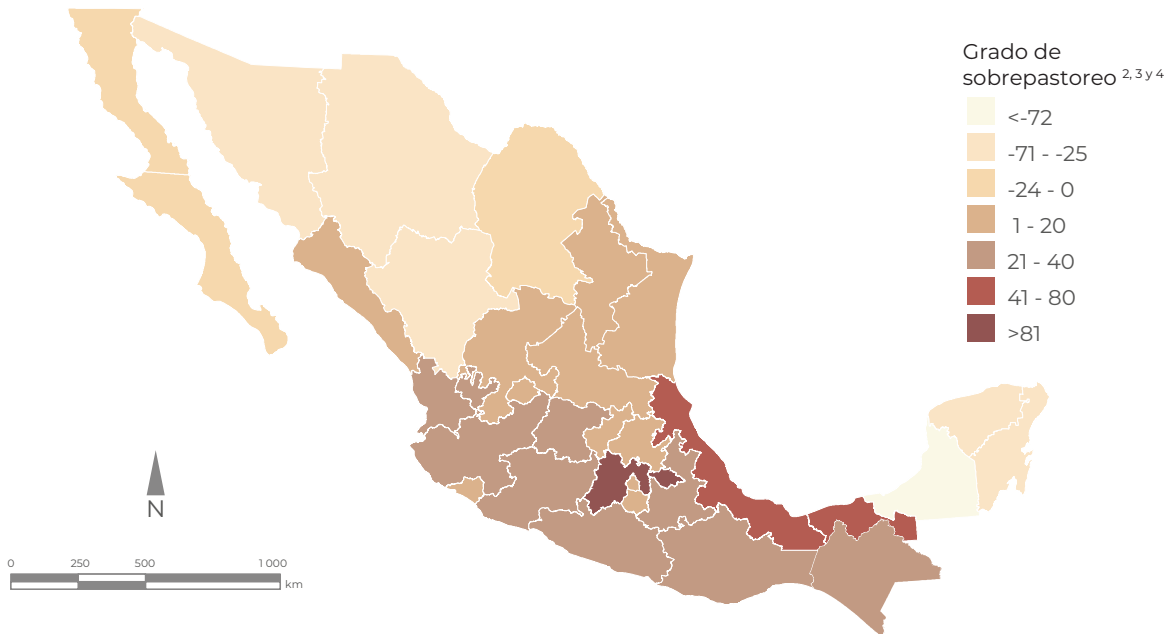 Grado de
sobrepastoreo 2, 3 y 4
<-72
-71 - -25
-24 - 0
1 - 20
21 - 40
41 - 80
>81
N
0 250 500 1 000
km